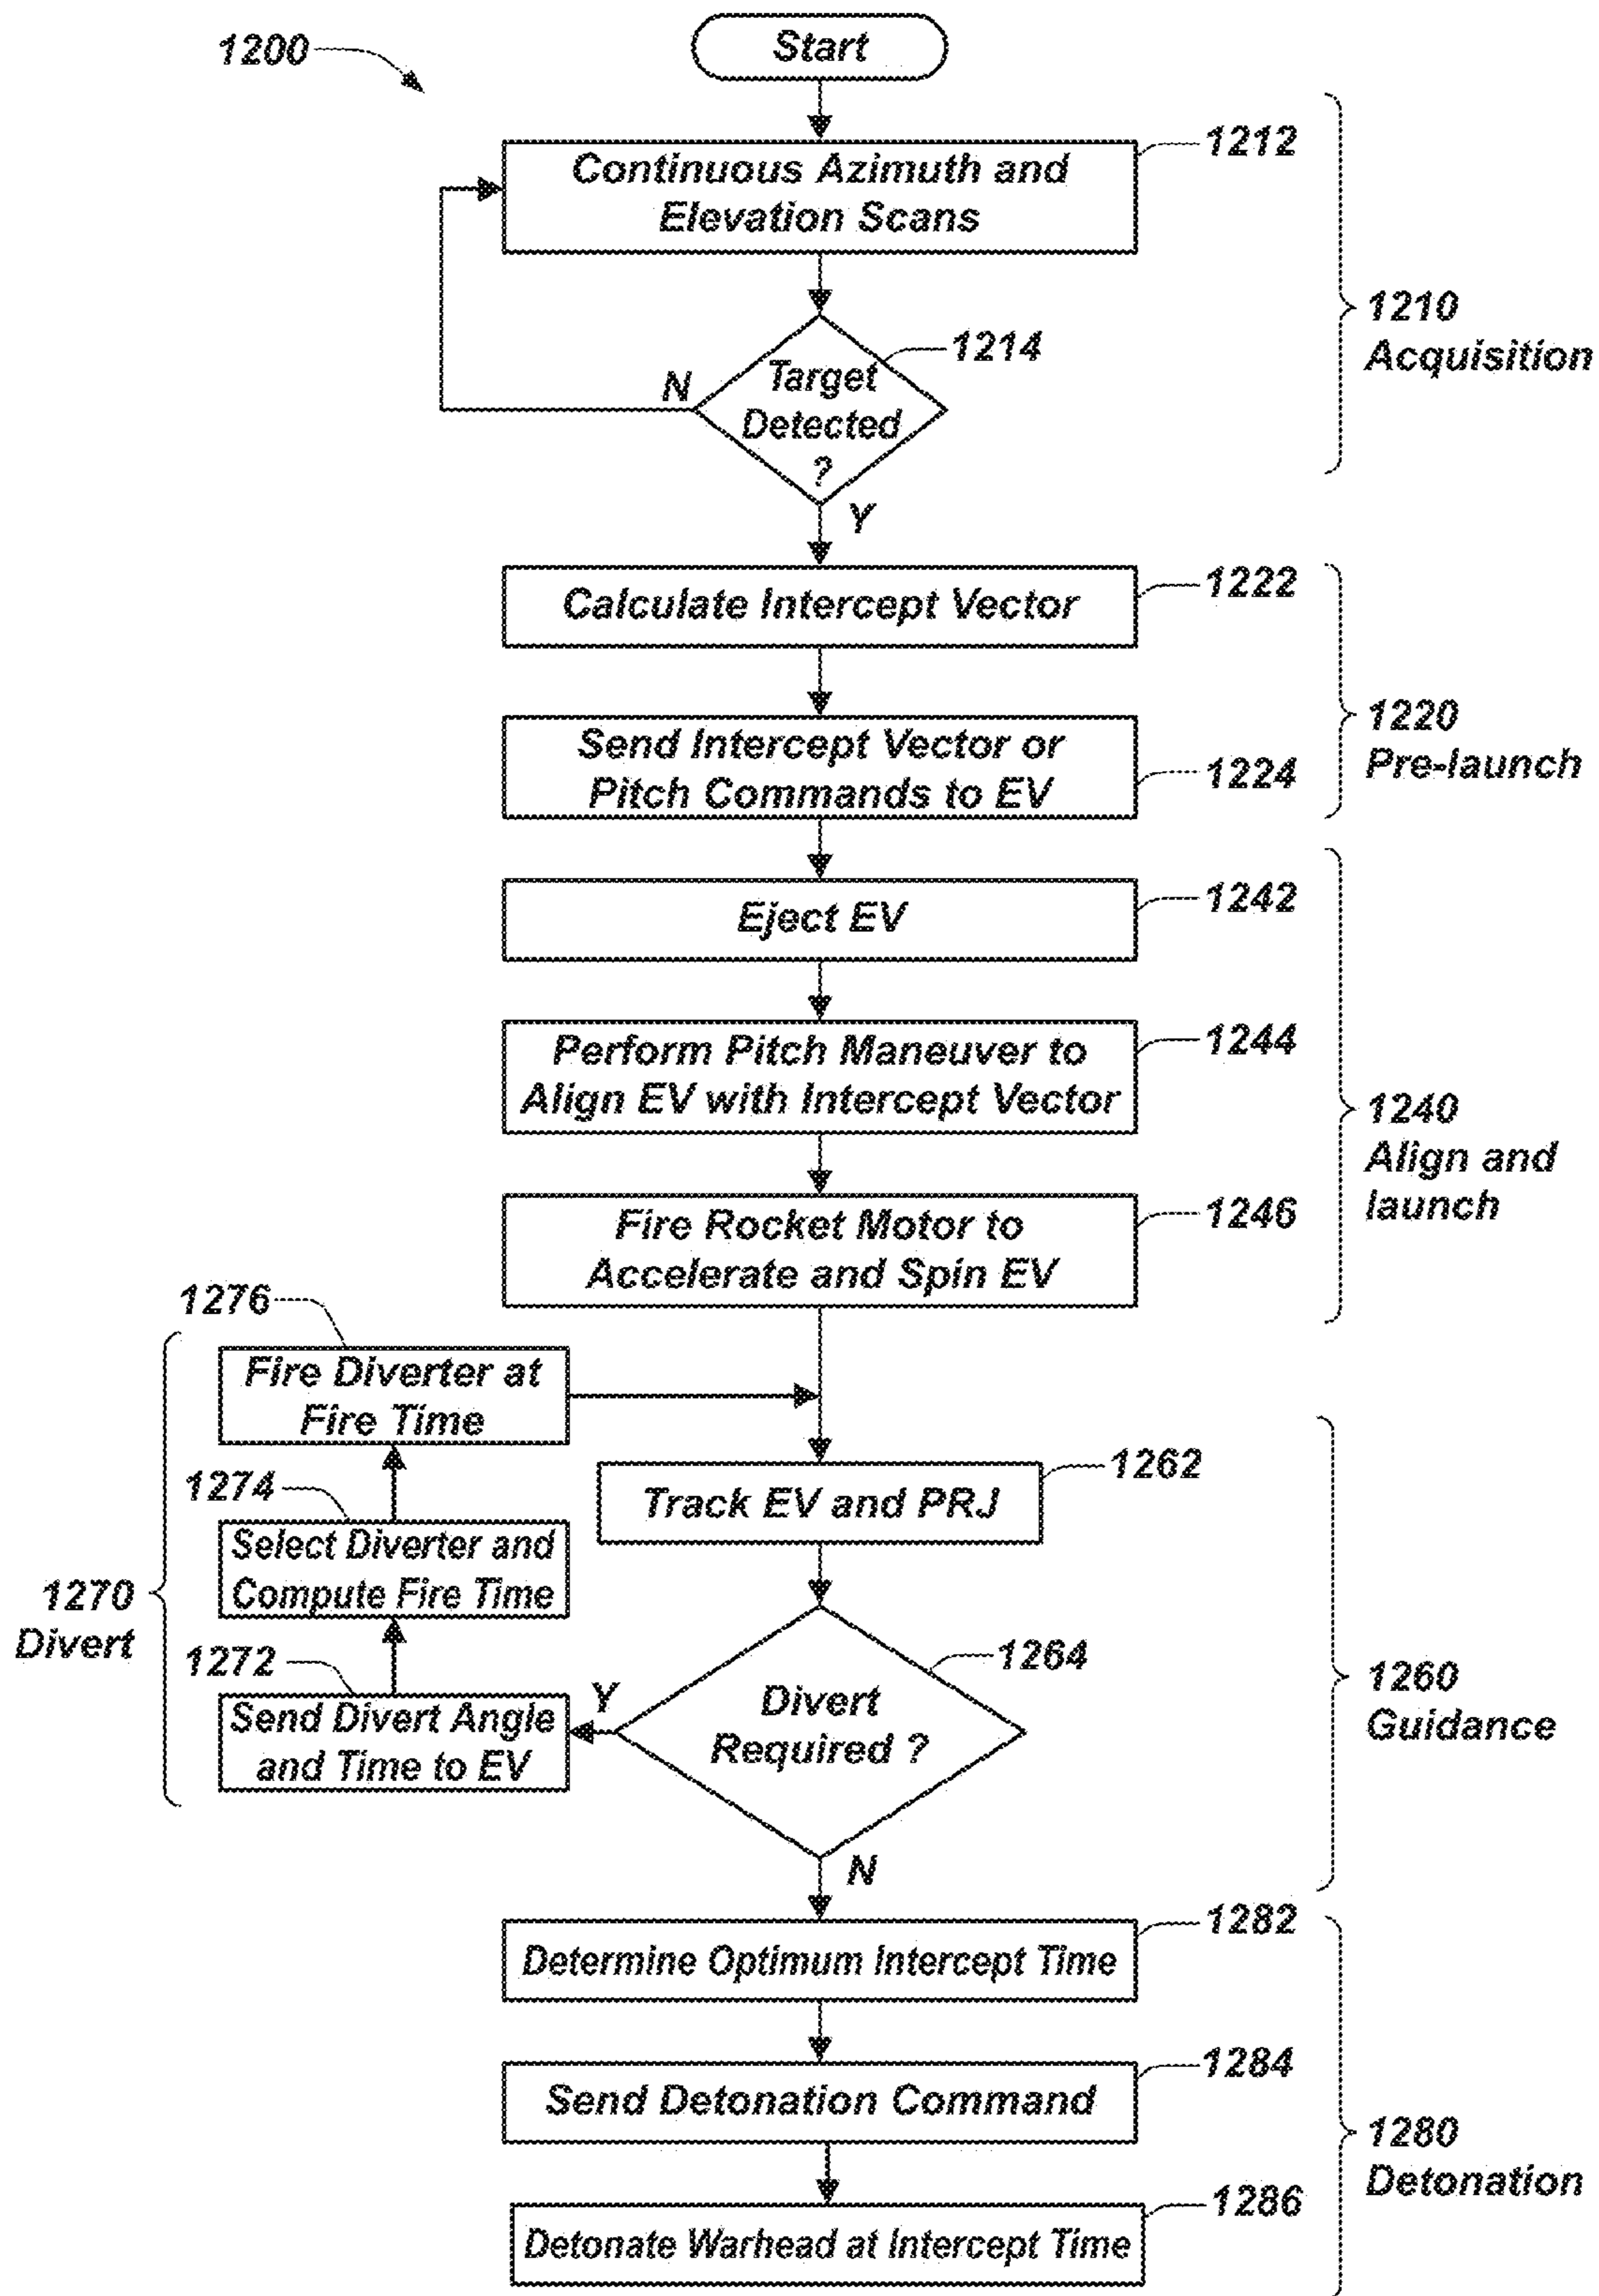 1200
Start
1212
Continuous Azimuth and
Elevation Scans
1214
Target
Detected
?
N
Y
1210
Acquisition
1222
Calculate Intercept Vector
Send Intercept Vector or
Pitch Commands to EV
1224
1220
Pre-launch
1242
Eject EV
1244
Perform Pitch Maneuver to
Align EV with Intercept Vector
1246
Fire Rocket Motor to
Accelerate and Spin EV
1240
Align and
launch
1276
Fire Diverter at
Fire Time
1274
Select Diverter and
Compute Fire Time
1272
Send Divert Angle
and Time to EV
1270
Divert
1262
Track EV and PRJ
1264
Divert
Required ?
Y
N
1260
Guidance
1282
Determine Optimum Intercept Time
1284
Send Detonation Command
1286
Detonate Warhead at Intercept Time
1280
Detonation